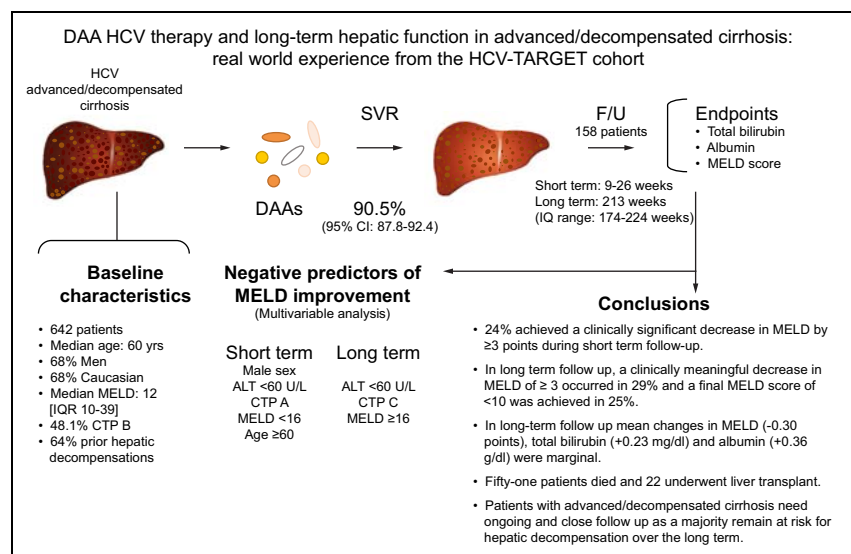 DAA HCV therapy and long-term hepatic function in advanced/decompensated cirrhosis:
real world experience from the HCV-TARGET cohort
HCV
advanced/decompensated
cirrhosis
DAAs
SVR
90.5%
(95% CI: 87.8-92.4)
F/U
158 patients
Short term: 9-26 weeks
Long term: 213 weeks
(IQ range: 174-224 weeks)
Endpoints
• Total bilirubin
• Albumin
• MELD score
Baseline
characteristics
• 642 patients
• Median age: 60 yrs
• 68% Men
• 68% Caucasian
• Median MELD: 12
[IQR 10-39]
• 48.1% CTP B
• 64% prior hepatic
decompensations
Negative predictors of
MELD improvement
(Multivariable analysis)
Short term
Male sex
ALT <60 U/L
CTP A
MELD <16
Age ≥60
Long term
ALT <60 U/L
CTP C
MELD ≥16
Conclusions
• 24% achieved a clinically significant decrease in MELD by
≥3 points during short term follow-up.
• In long term follow up, a clinically meaningful decrease in
MELD of ≥ 3 occurred in 29% and a final MELD score of
<10 was achieved in 25%.
• In long-term follow up mean changes in MELD (-0.30
points), total bilirubin (+0.23 mg/dl) and albumin (+0.36
g/dl) were marginal.
• Fifty-one patients died and 22 underwent liver transplant.
• Patients with advanced/decompensated cirrhosis need
ongoing and close follow up as a majority remain at risk for
hepatic decompensation over the long term.